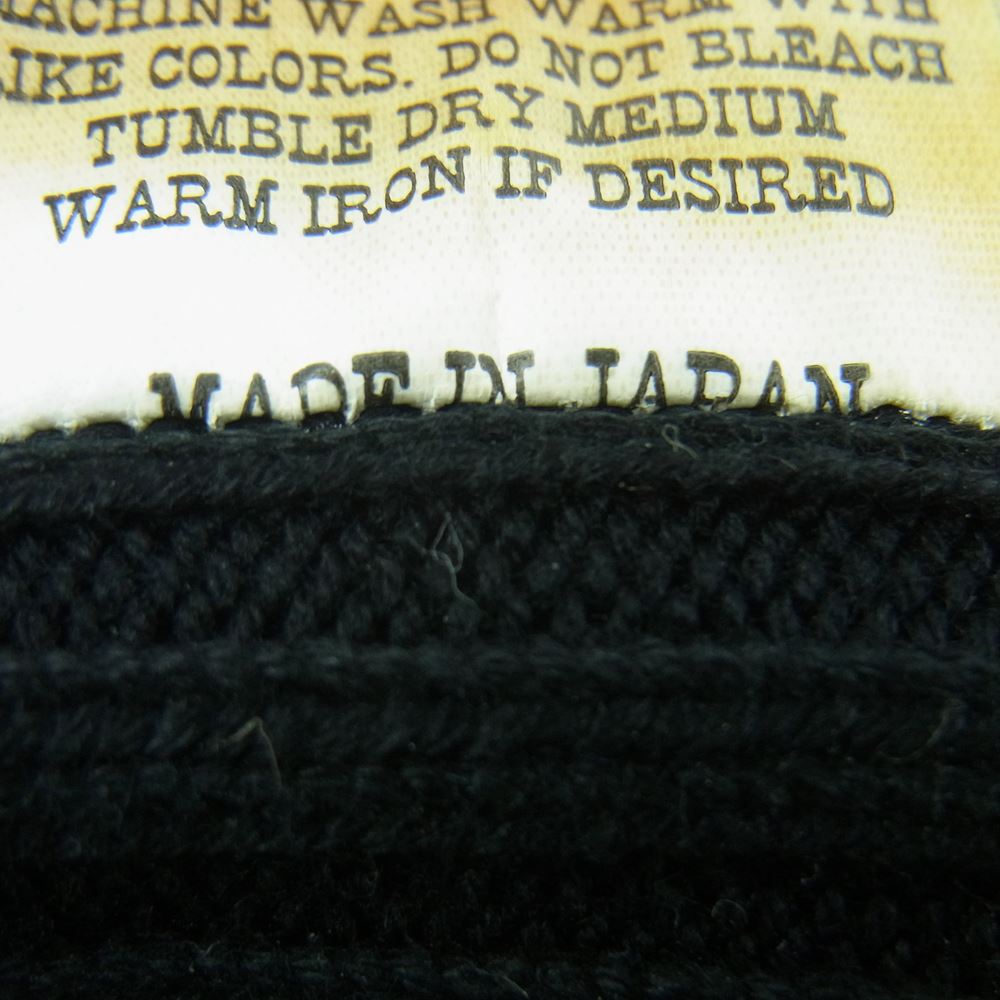 MACHINE WASH WARM WITH
LIKE COLORS. DO NOT BLEACH
TUMBLE DRY MEDIUM
WARM IRON IF DESIRED
MADE IN JAPAN